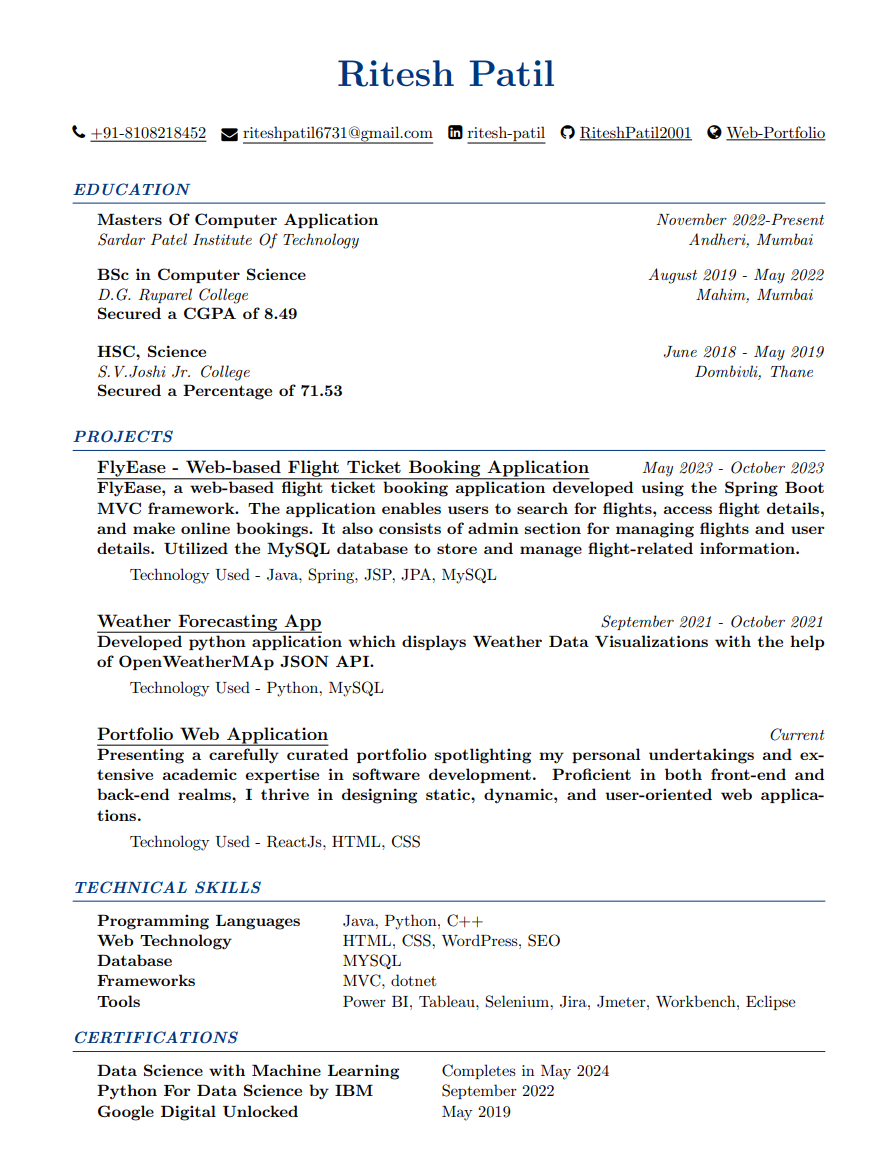 Ritesh Patil
+91-8108218452 riteshpatil6731@gmail.com ritesh-patil RiteshPatil2001 Web-Portfolio
EDUCATION
Masters Of Computer Application November 2022-Present
Sardar Patel Institute Of Technology Andheri, Mumbai
BSc in Computer Science August 2019 - May 2022
D.G. Ruparel College Mahim, Mumbai
Secured a CGPA of 8.49
HSC, Science June 2018 - May 2019
S.V.Joshi Jr. College Dombivli, Thane
Secured a Percentage of 71.53
PROJECTS
FlyEase - Web-based Flight Ticket Booking Application May 2023 - October 2023
FlyEase, a web-based flight ticket booking application developed using the Spring Boot
MVC framework. The application enables users to search for flights, access flight details,
and make online bookings. It also consists of admin section for managing flights and user
details. Utilized the MySQL database to store and manage flight-related information.
Technology Used - Java, Spring, JSP, JPA, MySQL
Weather Forecasting App September 2021 - October 2021
Developed python application which displays Weather Data Visualizations with the help
of OpenWeatherMAp JSON API.
Technology Used - Python, MySQL
Portfolio Web Application Current
Presenting a carefully curated portfolio spotlighting my personal undertakings and ex-
tensive academic expertise in software development. Proficient in both front-end and
back-end realms, I thrive in designing static, dynamic, and user-oriented web applica-
tions.
Technology Used - ReactJs, HTML, CSS
TECHNICAL SKILLS
Programming Languages Java, Python, C++
Web Technology HTML, CSS, WordPress, SEO
Database MYSQL
Frameworks MVC, dotnet
Tools Power BI, Tableau, Selenium, Jira, Jmeter, Workbench, Eclipse
CERTIFICATIONS
Data Science with Machine Learning Completes in May 2024
Python For Data Science by IBM September 2022
Google Digital Unlocked May 2019